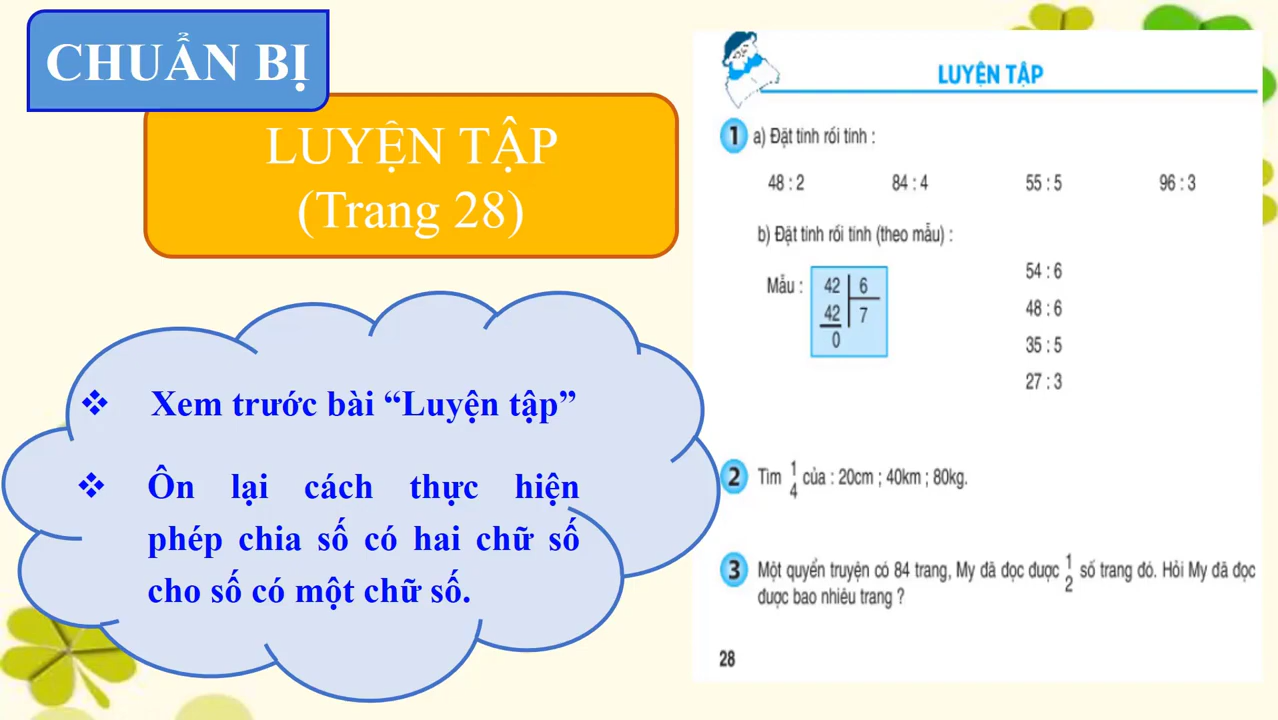 CHUẨN BỊ
LUYỆN TẬP
(Trang 28)
❖ Xem trước bài “Luyện tập”
❖ Ôn lại cách thực hiện
phép chia số có hai chữ số
cho số có một chữ số.
LUYỆN TẬP
1 a) Đặt tính rồi tính :
48 : 2 84 : 4 55 : 5 96 : 3
b) Đặt tính rồi tính (theo mẫu) :
Mẫu : 42 6
42 7
0
54 : 6
48 : 6
35 : 5
27 : 3
2 Tìm 1/4 của : 20cm ; 40km ; 80kg.
3 Một quyển truyện có 84 trang, My đã đọc được 1/2 số trang đó. Hỏi My đã đọc
được bao nhiêu trang ?
28